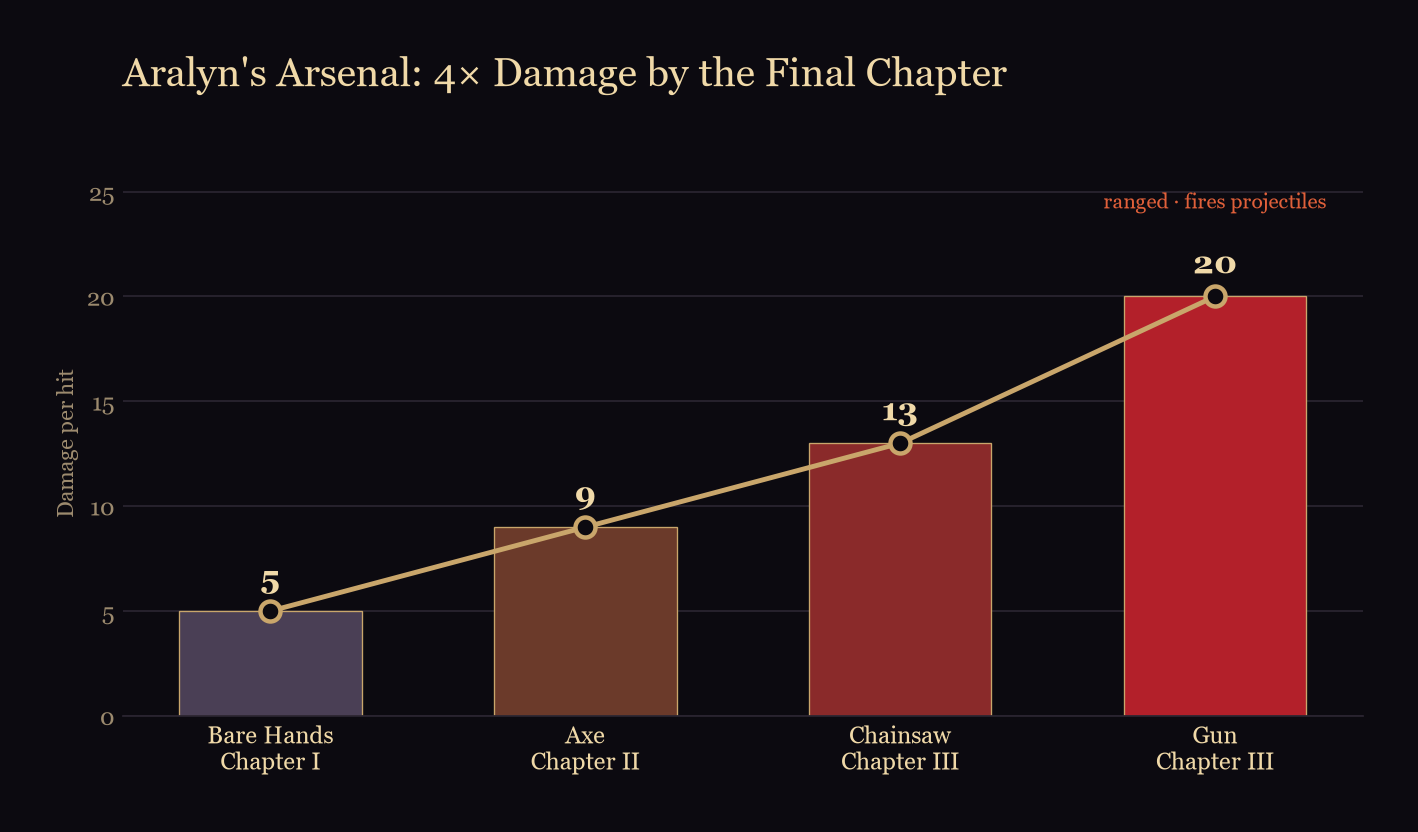 Aralyn's Arsenal: 4× Damage by the Final Chapter
25
ranged · fires projectiles
20
20
15
13
Damage per hit
10
9
5
5
0
Bare Hands
Chapter I
Axe
Chapter II
Chainsaw
Chapter III
Gun
Chapter III